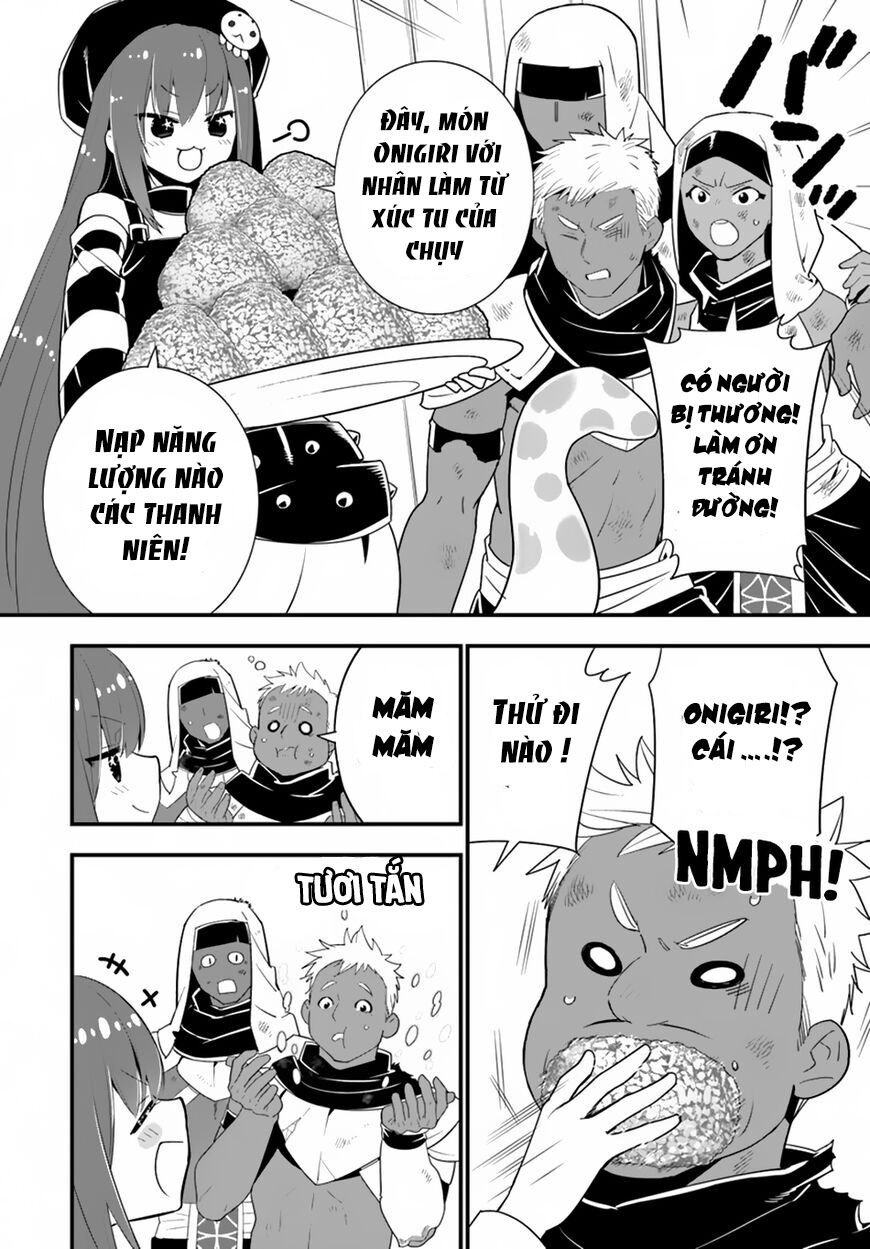 CÓ NGƯỜI
BỊ THƯƠNG!
LÀM ƠN
TRÁNH
ĐƯỜNG!
ĐÂY, MÓN
ONIGIRI VỚI
NHÂN LÀM TỪ
XÚC TU CỦA
CHỤY
NẠP NĂNG
LƯỢNG NÀO
CÁC THANH
NIÊN!
ONIGIRI!?
CÁI ....!?
THỬ ĐI
NÀO !
NMPH!
MĂM
MĂM
TƯƠI TẮN